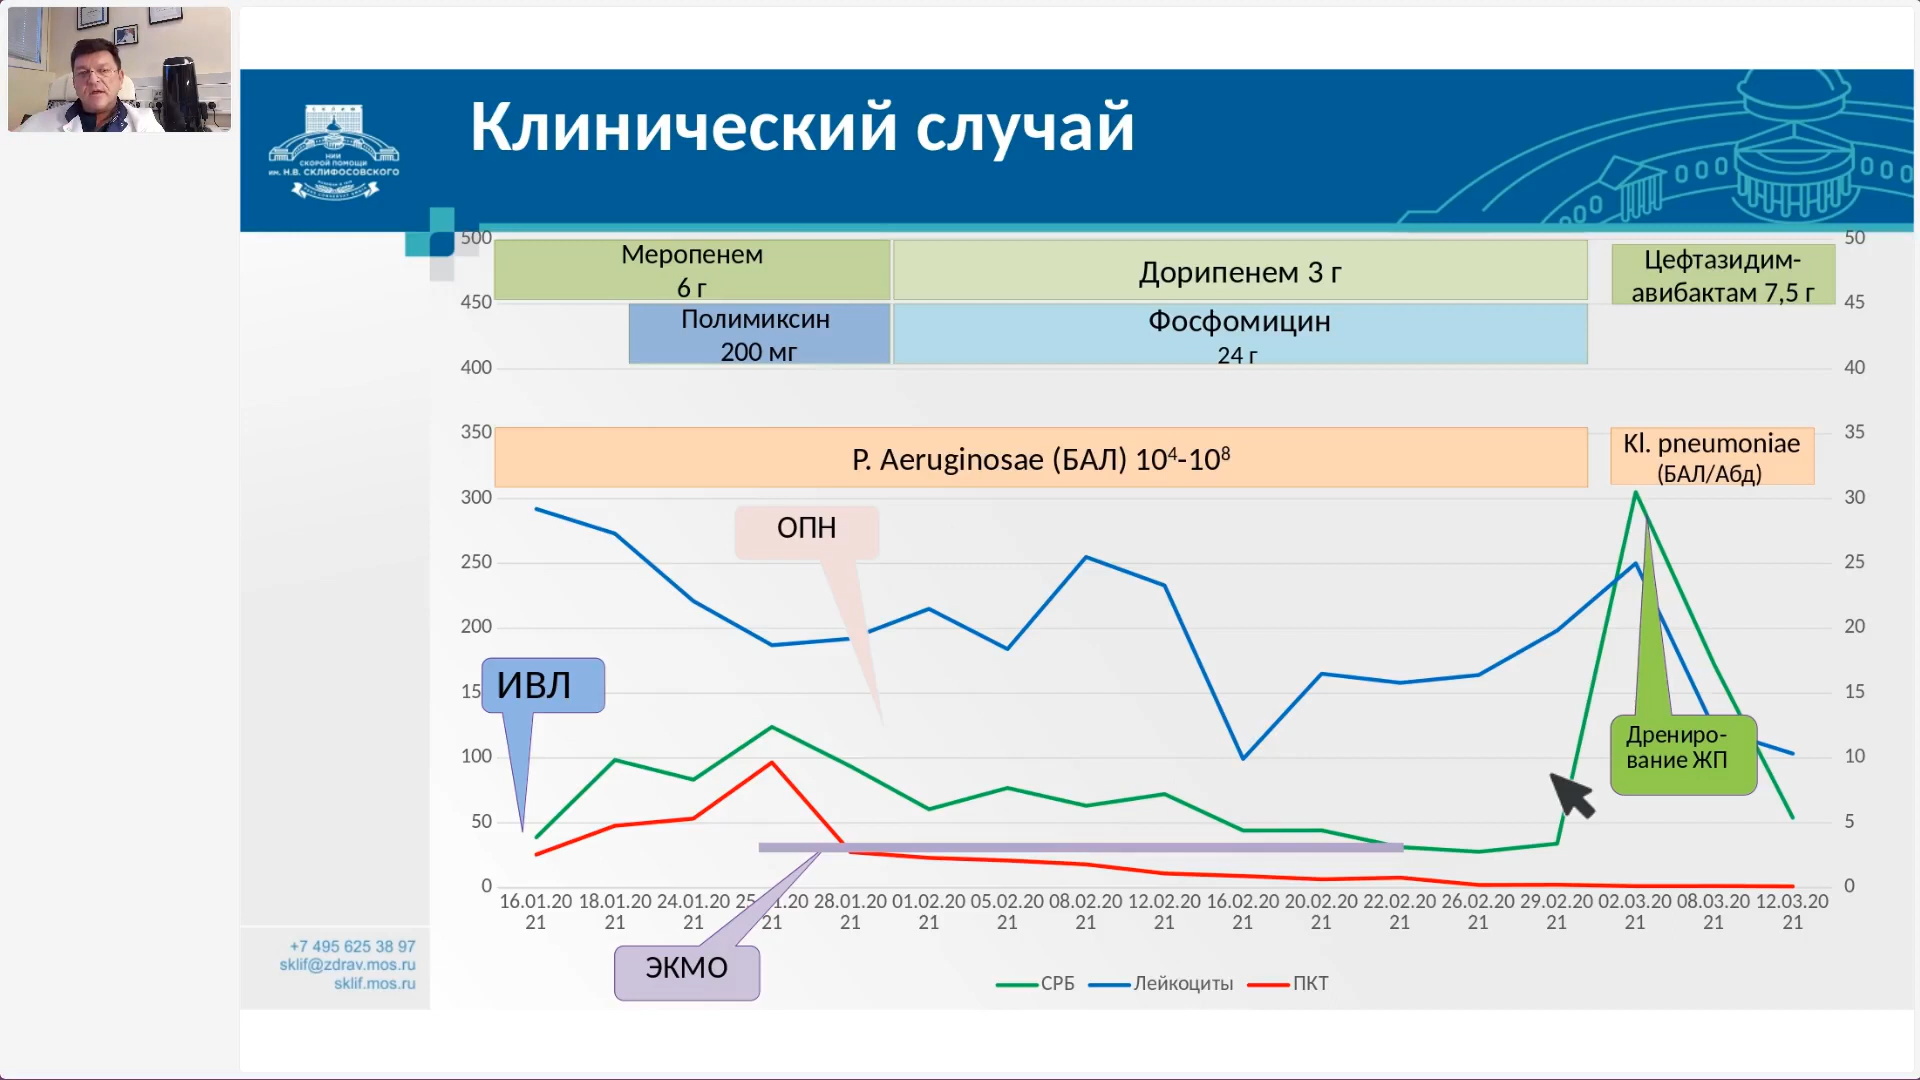 Клинический случай
НИИ
СКОРОЙ ПОМОЩИ
им. Н.В. СКЛИФОСОВСКОГО
500
450
400
350
300
250
200
15
100
50
0
50
45
40
35
30
25
20
15
10
5
0
Меропенем
6 г
Дорипенем 3 г
Цефтазидим-
авибактам 7,5 г
Полимиксин
200 мг
Фосфомицин
24 г
P. Aeruginosae (БАЛ) 10⁴-10⁸
Kl. pneumoniae
(БАЛ/Абд)
ОПН
ИВЛ
Дрениро-
вание ЖП
ЭКМО
16.01.20 18.01.20 24.01.20 25.01.20 28.01.20 01.02.20 05.02.20 08.02.20 12.02.20 16.02.20 20.02.20 22.02.20 26.02.20 29.02.20 02.03.20 08.03.20 12.03.20
21 21 21 21 21 21 21 21 21 21 21 21 21 21 21 21 21
СРБ Лейкоциты ПКТ
+7 495 625 38 97
sklif@zdrav.mos.ru
sklif.mos.ru